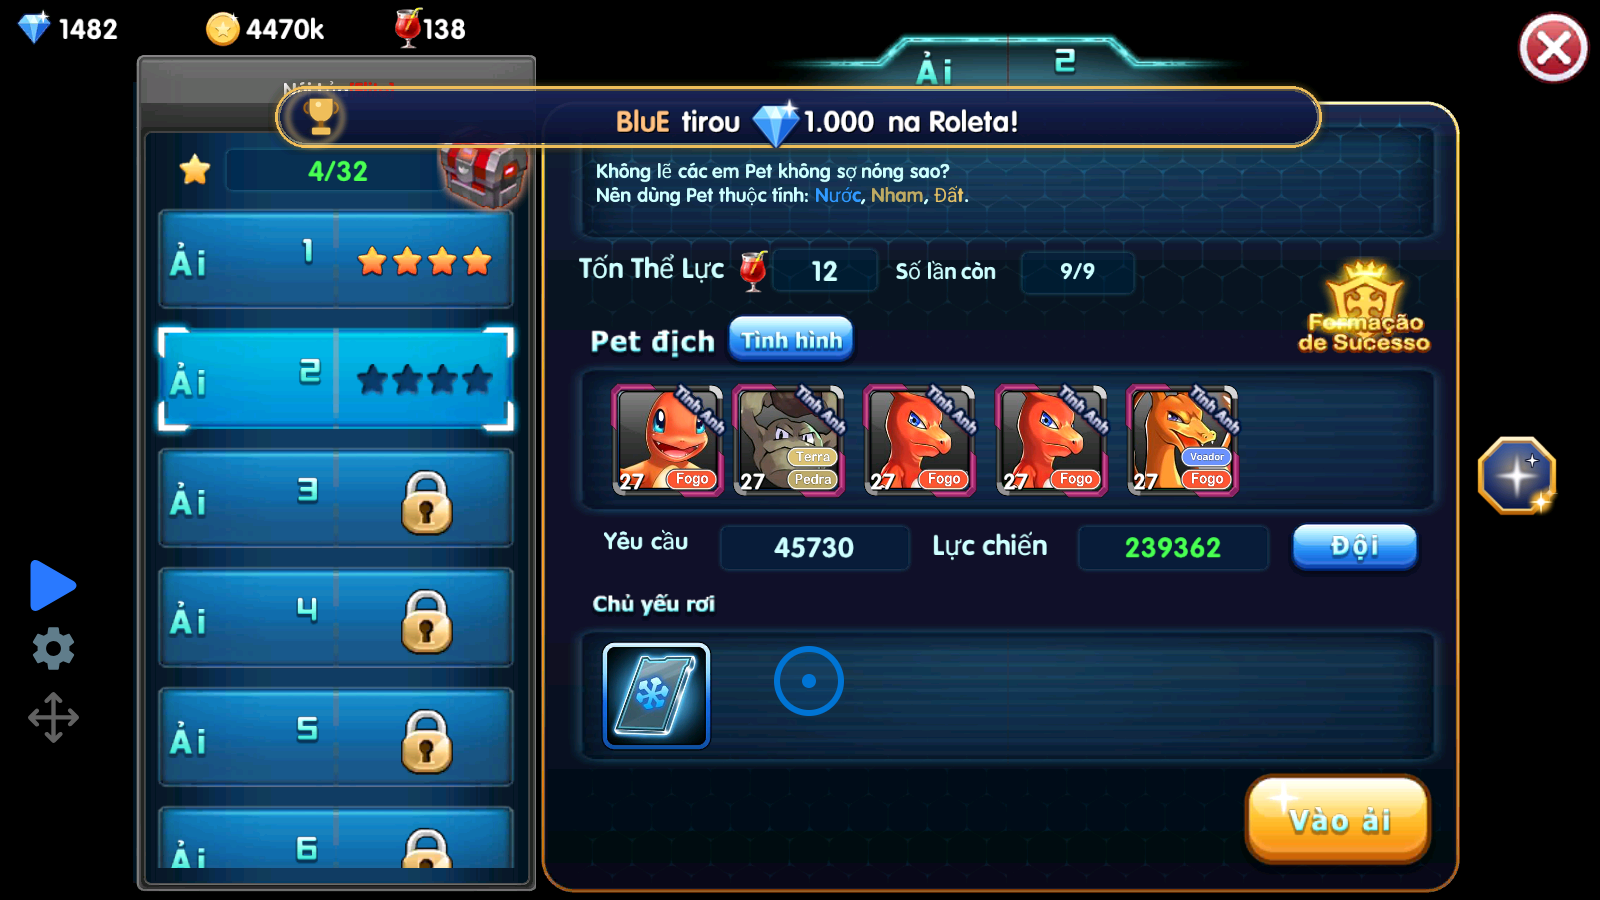 1482
4470k
138
Ải 2
BluE tirou 1.000 na Roleta!
4/32
Ải 1
Ải 2
Ải 3
Ải 4
Ải 5
Ải 6
Không lẽ các em Pet không sợ nóng sao?
Nên dùng Pet thuộc tính: Nước, Nham, Đất.
Tốn Thể Lực 12 Số lần còn 9/9
Formação
de Sucesso
Pet địch Tình hình
Tinh Anh 27 Fogo
Tinh Anh 27 Terra Pedra
Tinh Anh 27 Fogo
Tinh Anh 27 Fogo
Tinh Anh 27 Voador Fogo
Yêu cầu 45730 Lực chiến 239362 Đội
Chủ yếu rơi
Vào ải